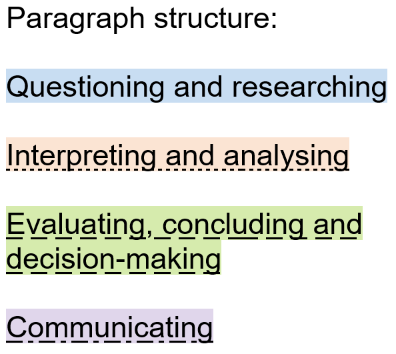 Paragraph structure:
Questioning and researching
Interpreting and analysing
Evaluating, concluding and
decision-making
Communicating